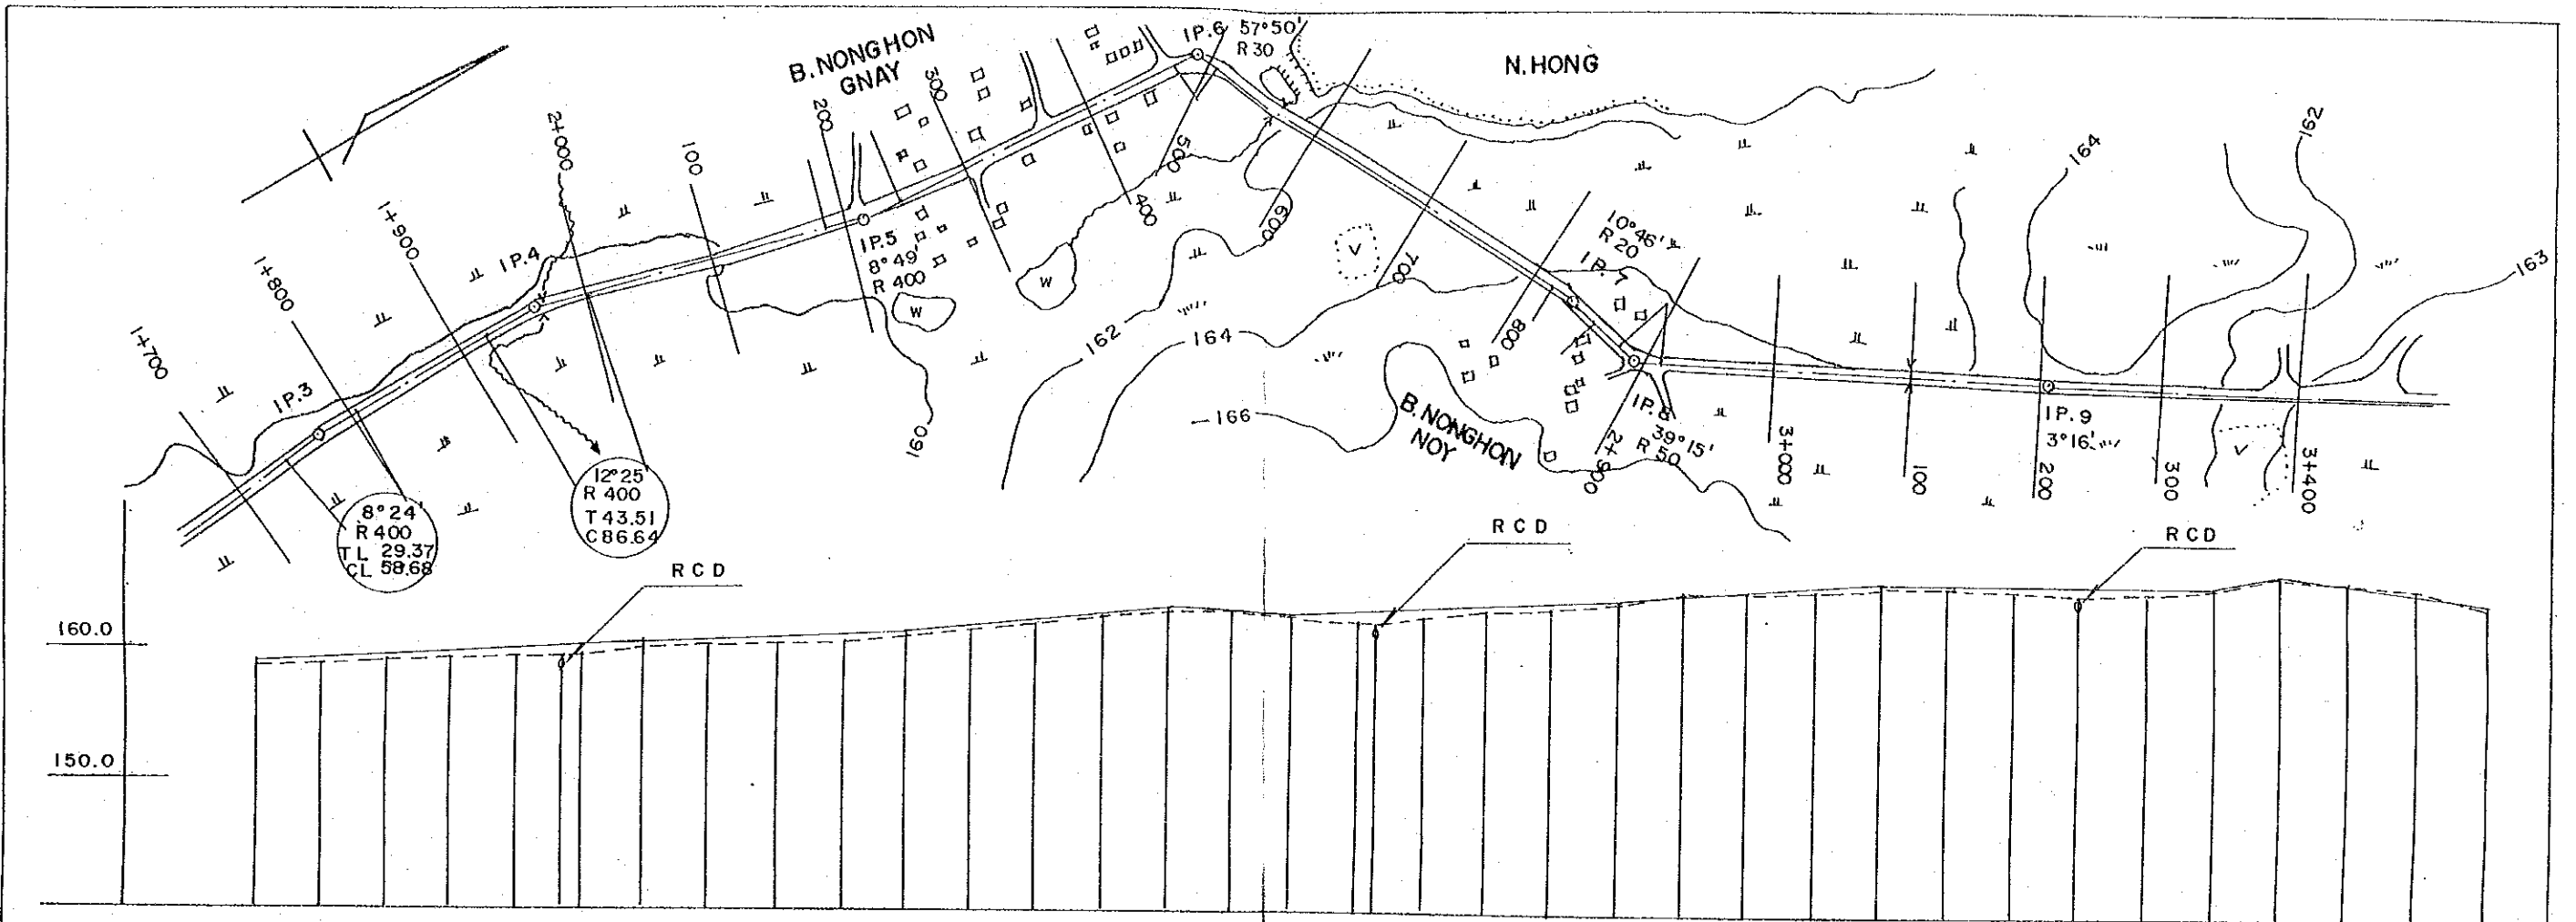 B. NONGHON
GNAY
IP.6 57°50'
R 30
N. HONG
1+700
1+800
1+900
2+000
100
200
300
400
400
500
600
700
800
2+900
3+000
100
200
300
3+400
IP.3
8°24'
R 400
TL 29.37
CL 58.68
IP.4
12°25
R 400
T 43.51
C 86.64
IP.5
8°49'
R 400
W
W
V
10°46'
R 20
IP.7
B. NONGHON
NOY
IP.8
39°15'
R 50
IP.9
3°16'
V
160
162
164
166
164
162
163
RCD
RCD
RCD
160.0
150.0